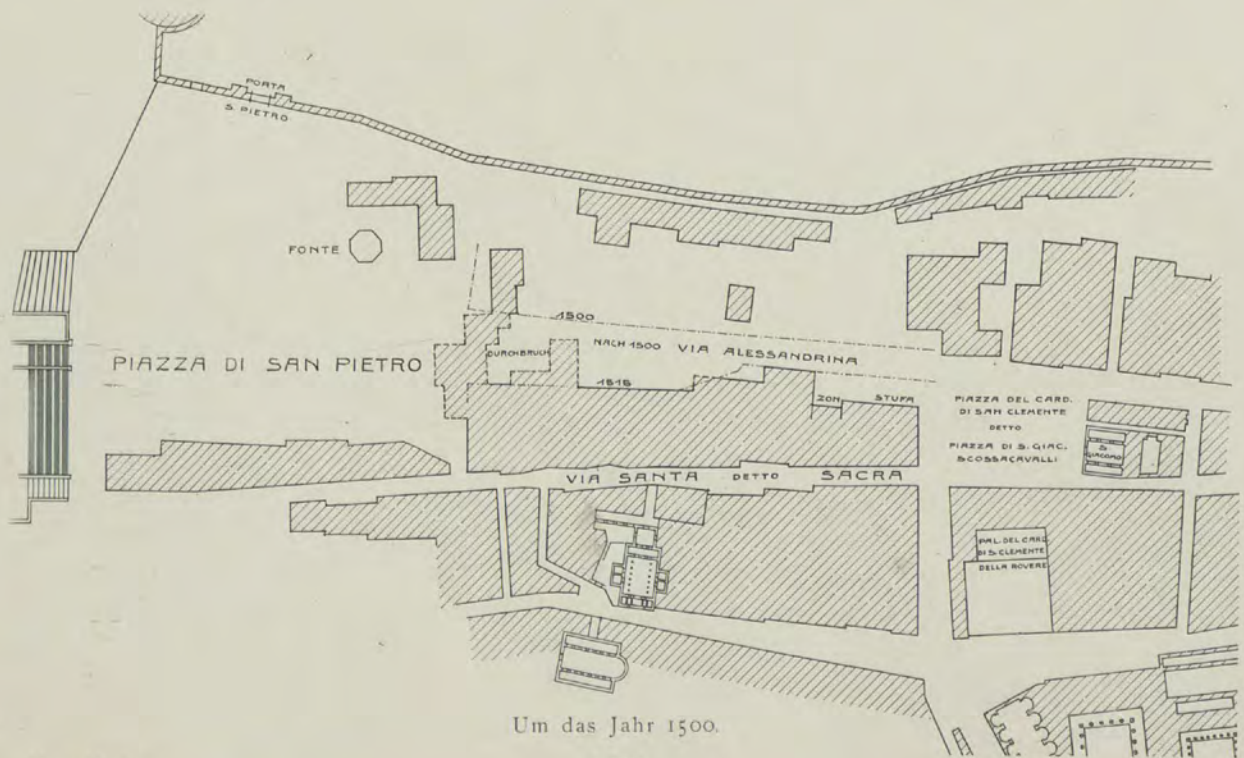 PORTA
S. PIETRO
FONTE
PIAZZA DI SAN PIETRO
1500
NACH 1500 VIA ALESSANDRINA
DURCHBRUCH
1515
ZON
STUFA
PIAZZA DEL CARD.
DI SAN CLEMENTE
DETTO
PIAZZA DI S. GIAC.
SCOSSACAVALLI
S.
GIACOMO
VIA SANTA DETTO SACRA
PAL. DEL CARD.
DI S. CLEMENTE
DELLA ROVERE
Um das Jahr 1500.